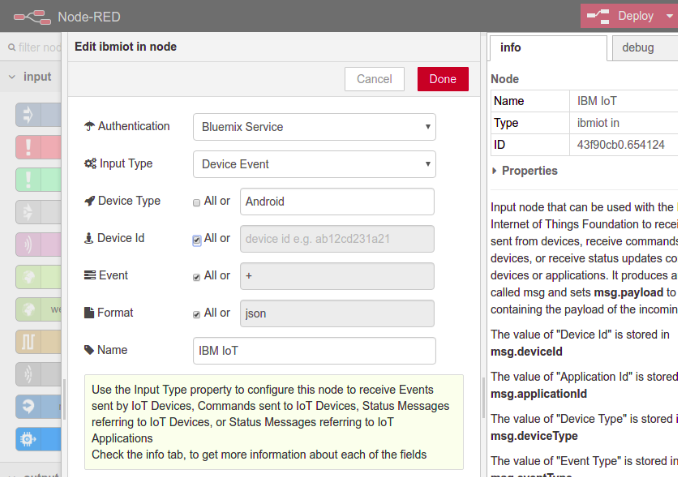 Node-RED
Deploy
filter nod
input
we
output
Edit ibmiot in node
Cancel
Done
Authentication
Bluemix Service
Input Type
Device Event
Device Type
All or
Android
Device Id
All or
device id e.g. ab12cd231a21
Event
All or
+
Format
All or
json
Name
IBM IoT
Use the Input Type property to configure this node to receive Events
sent by IoT Devices, Commands sent to IoT Devices, Status Messages
referring to IoT Devices, or Status Messages referring to IoT
Applications
Check the info tab, to get more information about each of the fields
info
debug
Node
Name
IBM IoT
Type
ibmiot in
ID
43f90cb0.654124
Properties
Input node that can be used with the I
Internet of Things Foundation to recei
sent from devices, receive commands
devices, or receive status updates co
devices or applications. It produces a
called msg and sets msg.payload to
containing the payload of the incomin
The value of "Device Id" is stored in
msg.deviceId
The value of "Application Id" is stored
msg.applicationId
The value of "Device Type" is stored i
msg.deviceType
The value of "Event Type" is stored in
msg.eventType